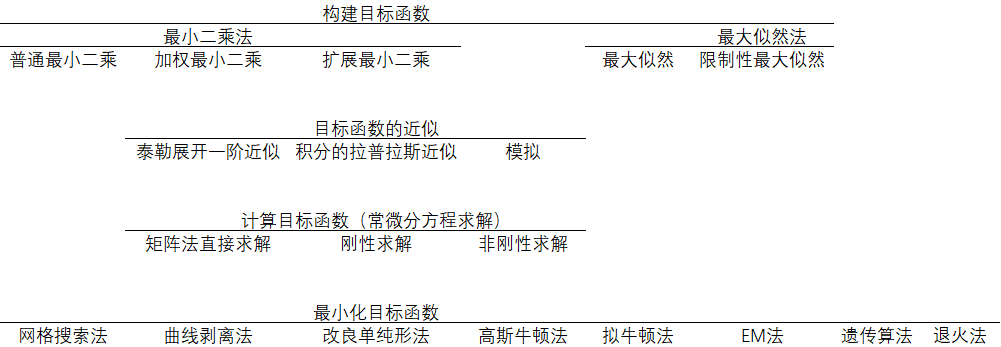 构建目标函数
最小二乘法 最大似然法
普通最小二乘 加权最小二乘 扩展最小二乘 最大似然 限制性最大似然
目标函数的近似
泰勒展开一阶近似 积分的拉普拉斯近似 模拟
计算目标函数（常微分方程求解）
矩阵法直接求解 刚性求解 非刚性求解
最小化目标函数
网格搜索法 曲线剥离法 改良单纯形法 高斯牛顿法 拟牛顿法 EM法 遗传算法 退火法